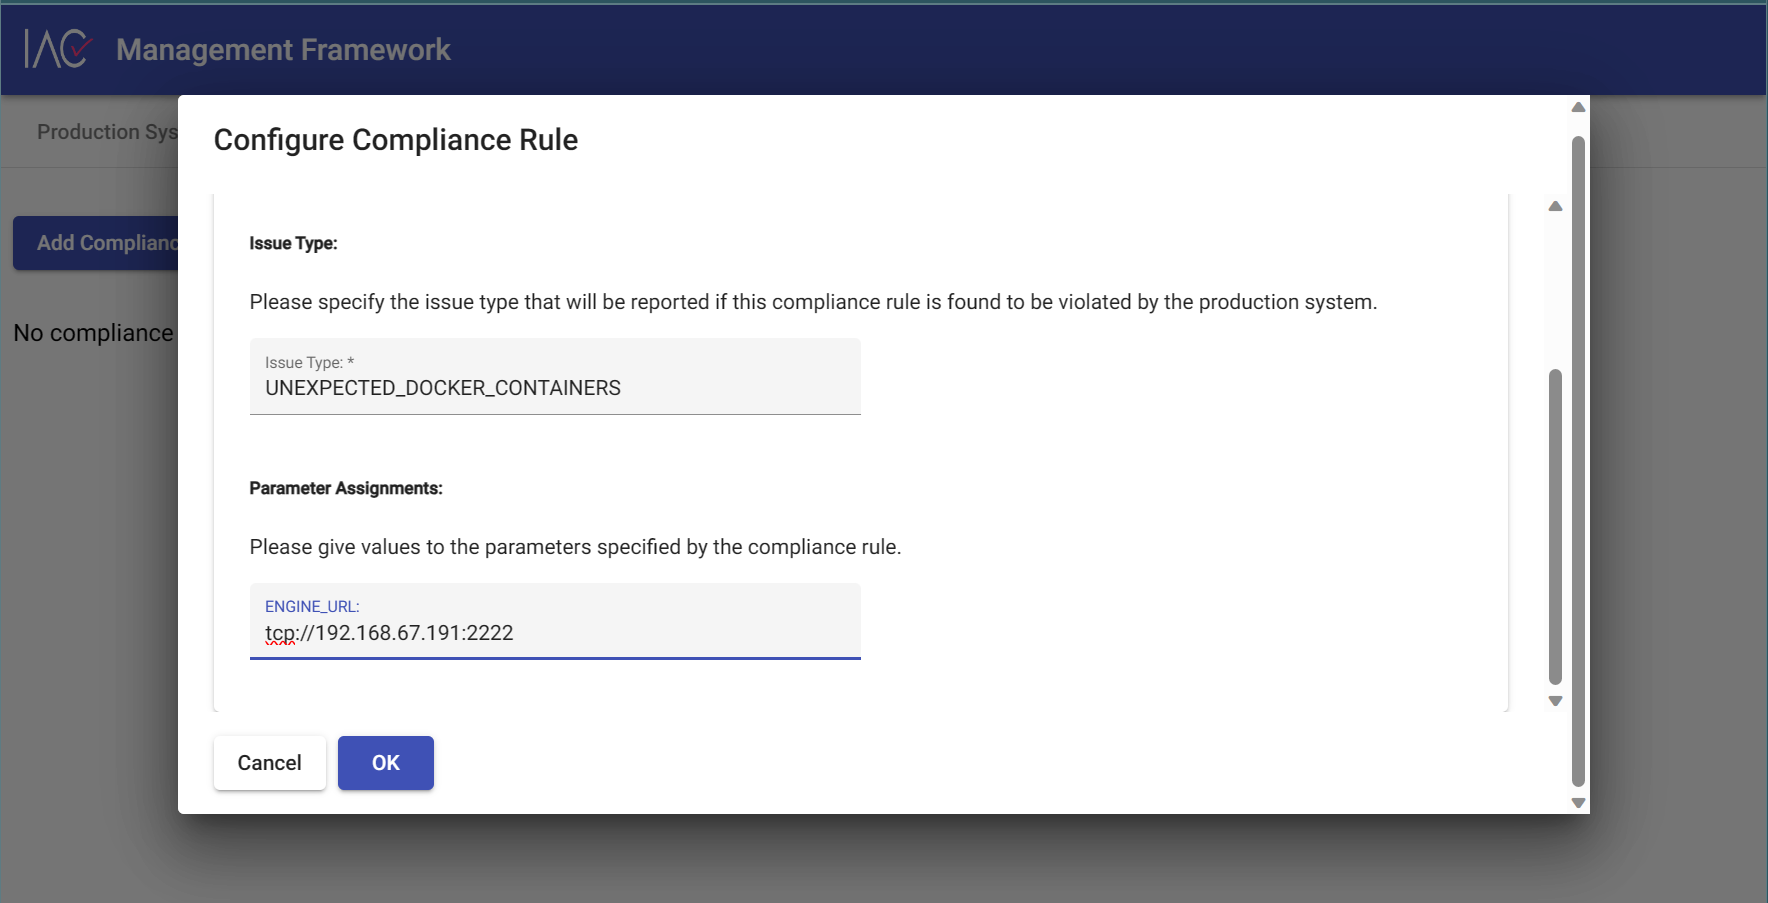 IAC Management Framework
Production Sys
Configure Compliance Rule
Add Complianc
Issue Type:
Please specify the issue type that will be reported if this compliance rule is found to be violated by the production system.
No compliance
Issue Type: *
UNEXPECTED_DOCKER_CONTAINERS
Parameter Assignments:
Please give values to the parameters specified by the compliance rule.
ENGINE_URL:
tcp://192.168.67.191:2222
Cancel
OK